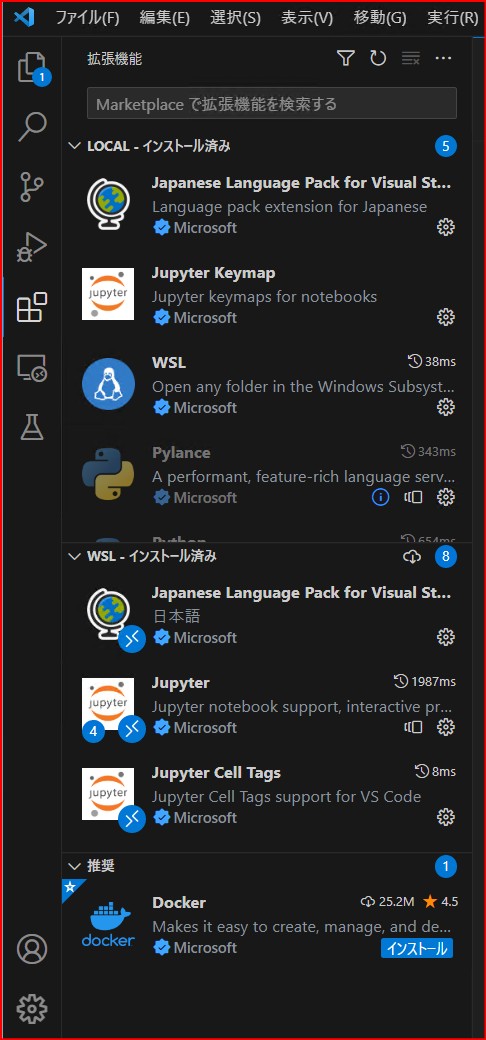 ファイル(F) 編集(E) 選択(S) 表示(V) 移動(G) 実行(R)
1
拡張機能
Marketplace で拡張機能を検索する
LOCAL - インストール済み 5
Japanese Language Pack for Visual St...
Language pack extension for Japanese
Microsoft
jupyter
Jupyter Keymap
Jupyter keymaps for notebooks
Microsoft
WSL 38ms
Open any folder in the Windows Subsyst...
Microsoft
Pylance 343ms
A performant, feature-rich language serv...
Microsoft
Python 654ms
WSL - インストール済み 8
Japanese Language Pack for Visual St...
日本語
Microsoft
Jupyter 1987ms
jupyter
Jupyter notebook support, interactive pr...
4
Microsoft
Jupyter Cell Tags 8ms
jupyter
Jupyter Cell Tags support for VS Code
Microsoft
推奨 1
Docker 25.2M 4.5
Makes it easy to create, manage, and de...
docker
Microsoft インストール